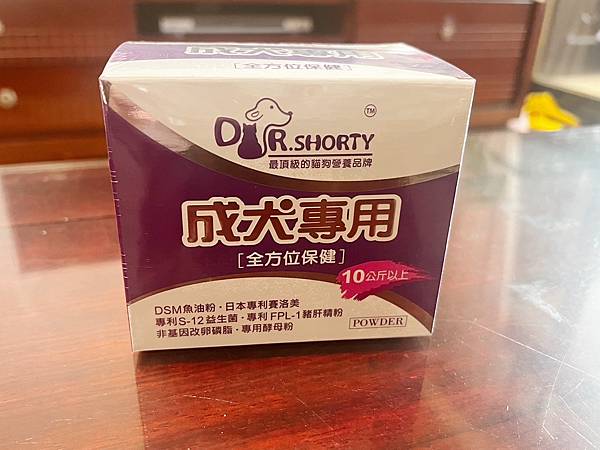 成犬專用
[全方位保健]
DR.SHORTY
TM
最頂級的貓狗營養品牌
成犬專用
[全方位保健]
10公斤以上
DSM魚油粉・日本專利賽洛美
專利S-12益生菌・專利FPL-1豬肝精粉
非基因改卵磷脂・專用酵母粉
POWDER